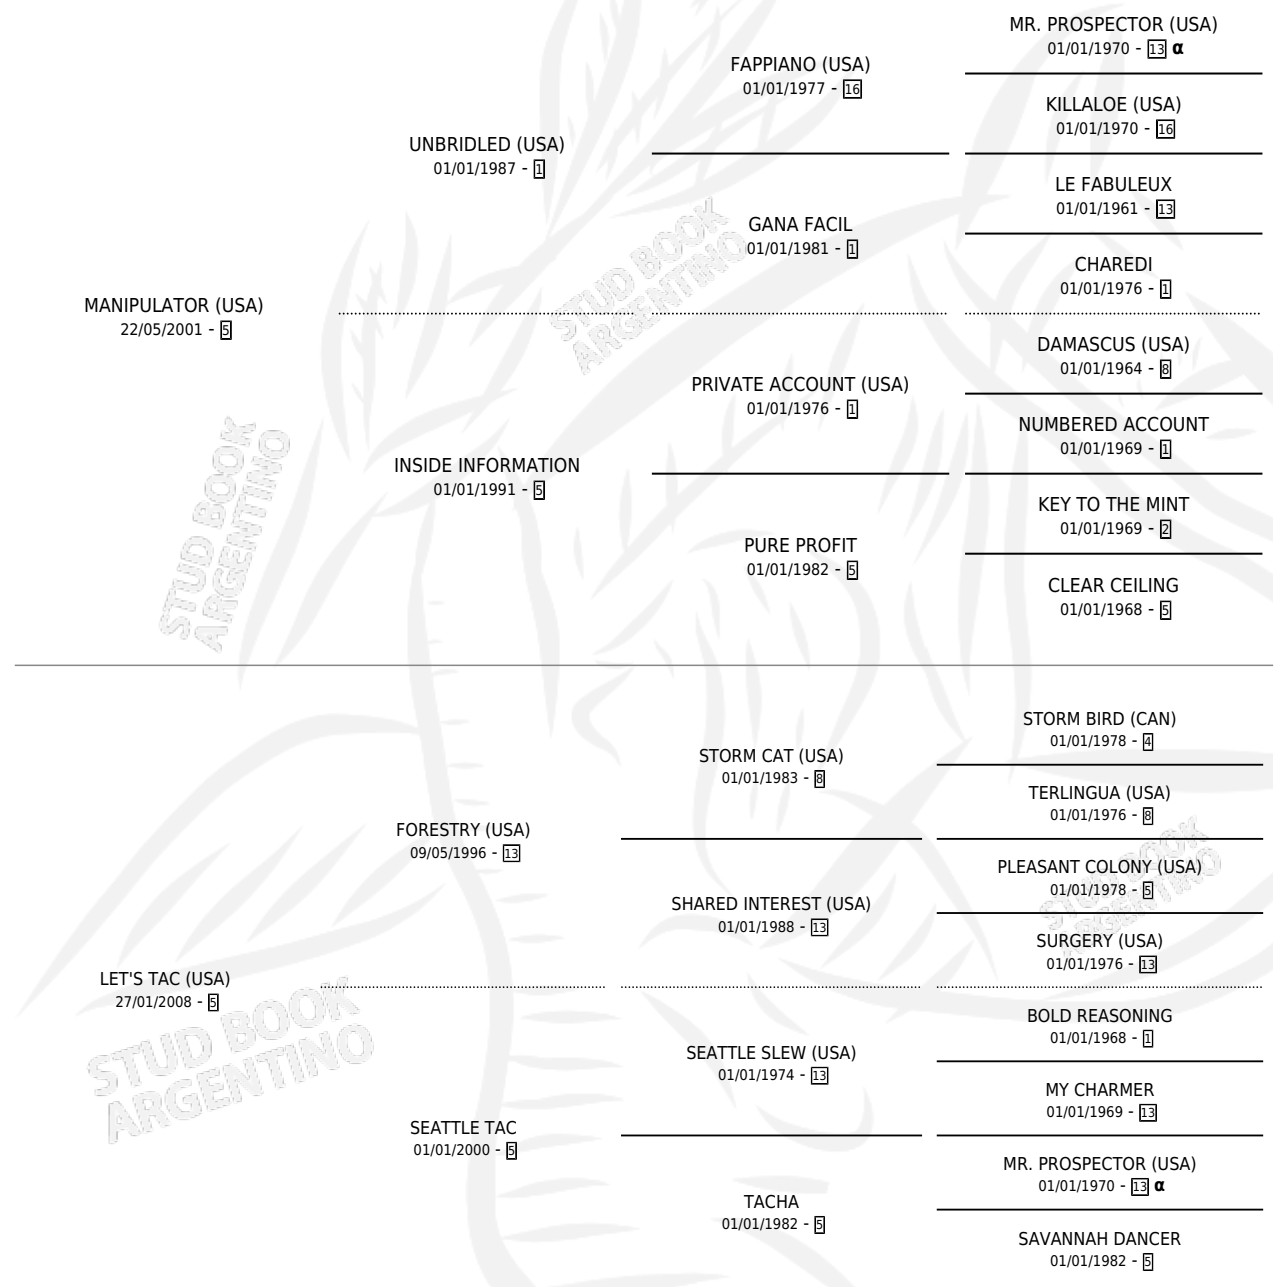 MR. PROSPECTOR (USA)
01/01/1970 - 13 α
FAPPIANO (USA)
01/01/1977 - 16
KILLALOE (USA)
01/01/1970 - 16
UNBRIDLED (USA)
01/01/1987 - 1
LE FABULEUX
01/01/1961 - 13
GANA FACIL
01/01/1981 - 1
CHAREDI
01/01/1976 - 1
MANIPULATOR (USA)
22/05/2001 - 5
DAMASCUS (USA)
01/01/1964 - 8
PRIVATE ACCOUNT (USA)
01/01/1976 - 1
NUMBERED ACCOUNT
01/01/1969 - 1
INSIDE INFORMATION
01/01/1991 - 5
KEY TO THE MINT
01/01/1969 - 2
PURE PROFIT
01/01/1982 - 5
CLEAR CEILING
01/01/1968 - 5
STORM BIRD (CAN)
01/01/1978 - 4
STORM CAT (USA)
01/01/1983 - 8
TERLINGUA (USA)
01/01/1976 - 8
FORESTRY (USA)
09/05/1996 - 13
PLEASANT COLONY (USA)
01/01/1978 - 5
SHARED INTEREST (USA)
01/01/1988 - 13
SURGERY (USA)
01/01/1976 - 13
LET'S TAC (USA)
27/01/2008 - 5
BOLD REASONING
01/01/1968 - 1
SEATTLE SLEW (USA)
01/01/1974 - 13
MY CHARMER
01/01/1969 - 13
SEATTLE TAC
01/01/2000 - 5
MR. PROSPECTOR (USA)
01/01/1970 - 13 α
TACHA
01/01/1982 - 5
SAVANNAH DANCER
01/01/1982 - 5
STUD BOOK
ARGENTINO
STUD BOOK
ARGENTINO
STUD BOOK
ARGENTINO
STUD BOOK
ARGENTINO